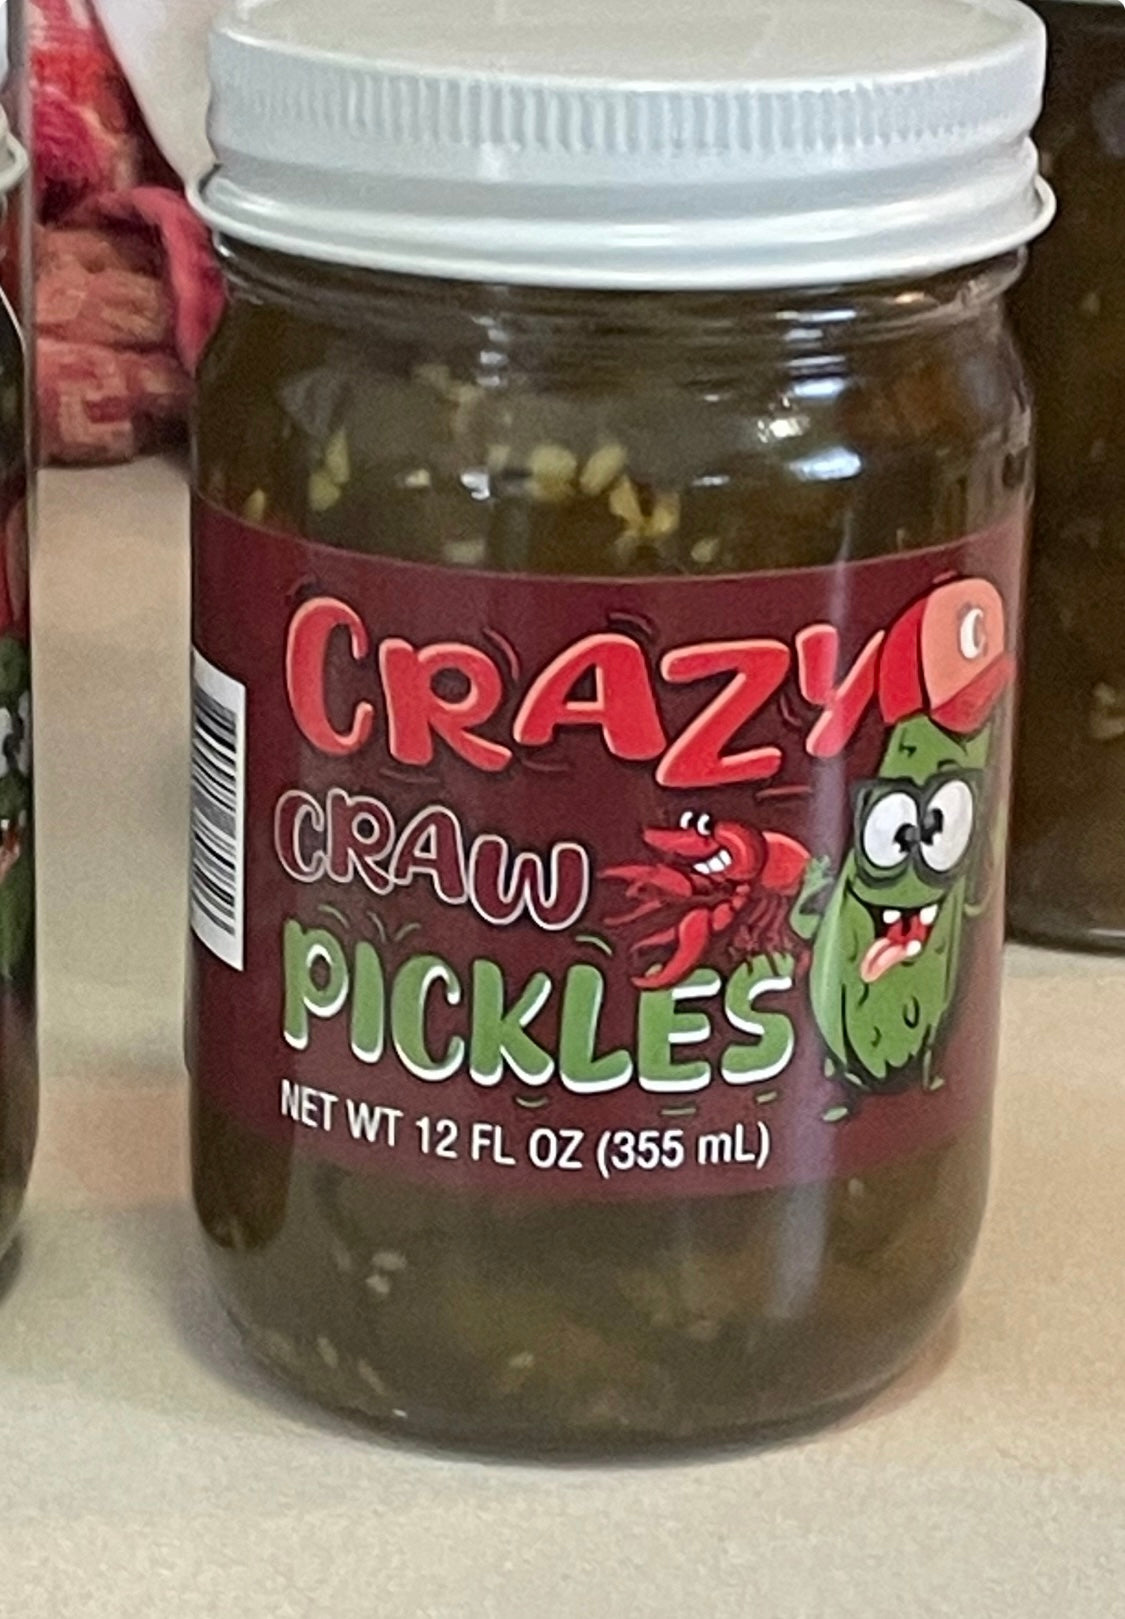 CRAZY
C
CRAW
PICKLES
NET WT 12 FL OZ (355 mL)